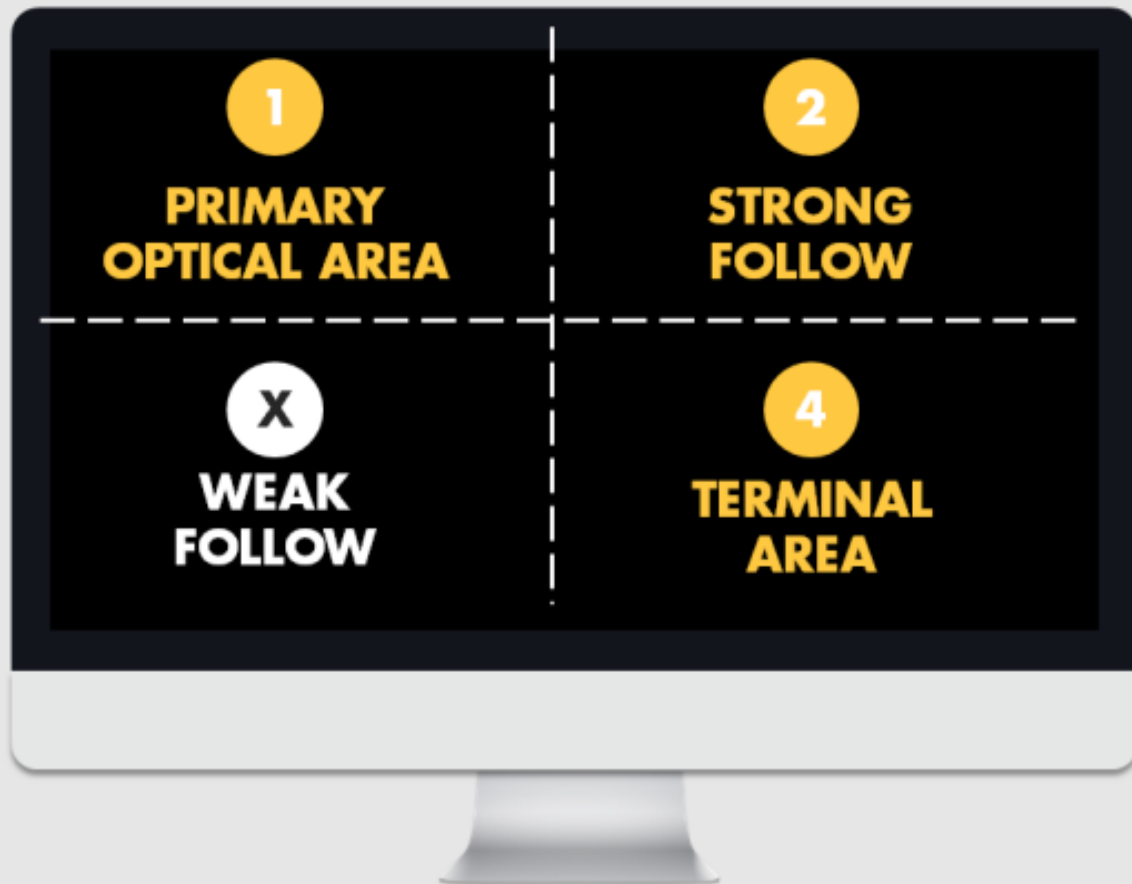 1
PRIMARY
OPTICAL AREA
2
STRONG
FOLLOW
X
WEAK
FOLLOW
4
TERMINAL
AREA